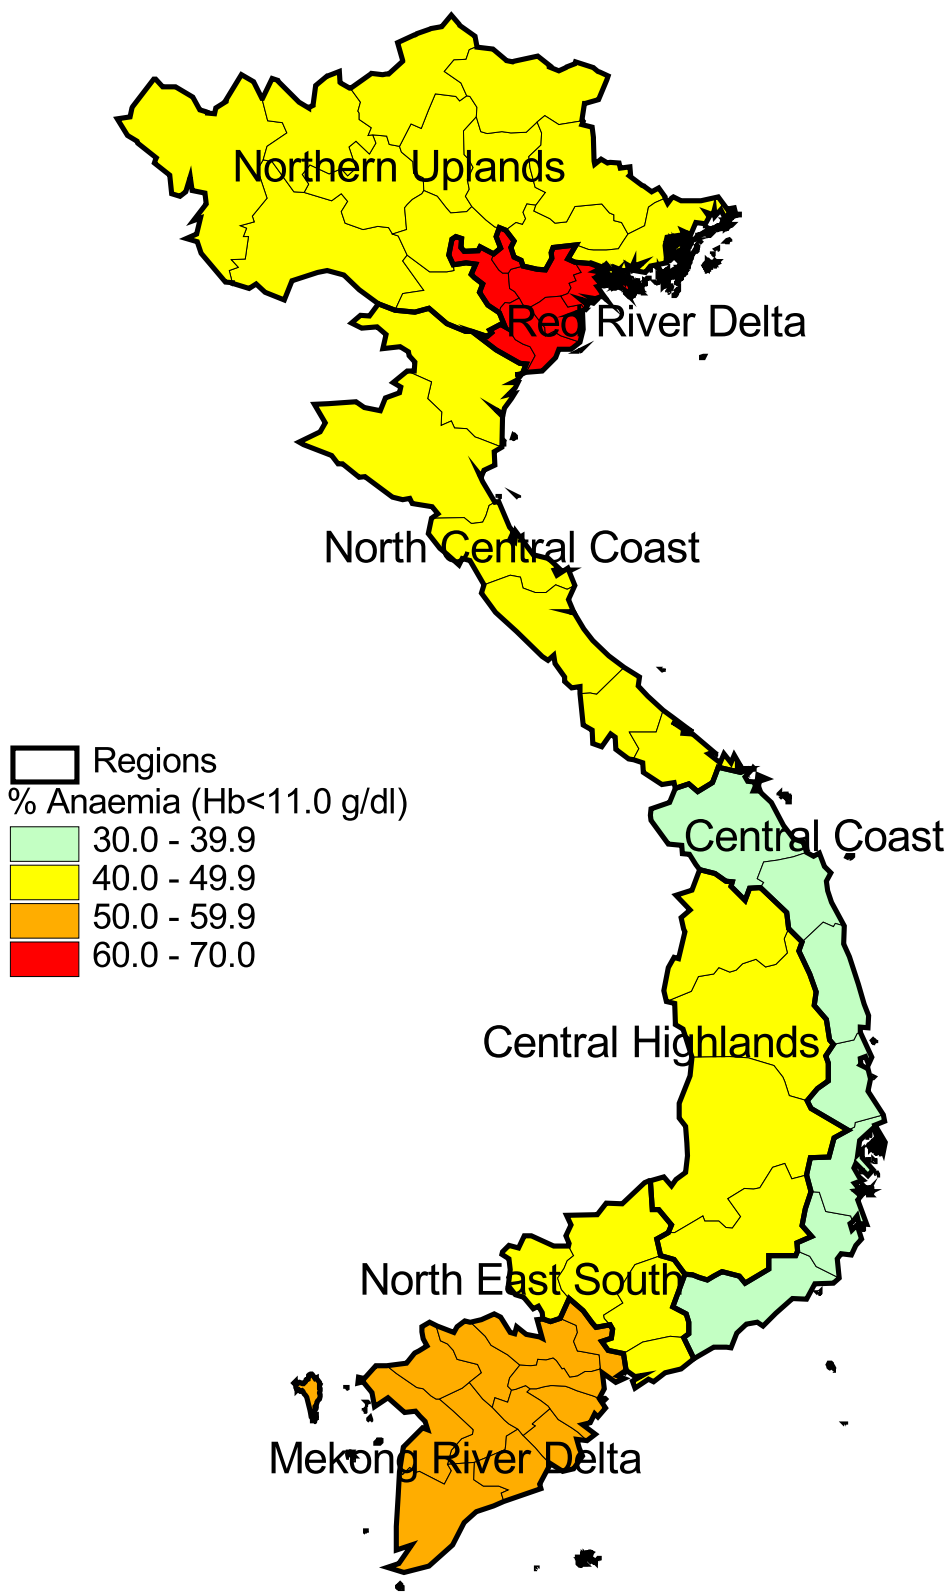 Northern Uplands
Red River Delta
North Central Coast
Regions
% Anaemia (Hb<11.0 g/dl)
30.0 - 39.9
40.0 - 49.9
50.0 - 59.9
60.0 - 70.0
Central Coast
Central Highlands
North East South
Mekong River Delta